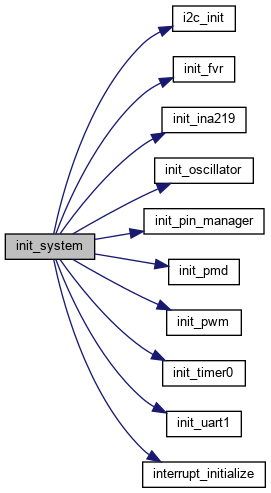 init_system
i2c_init
init_fvr
init_ina219
init_oscillator
init_pin_manager
init_pmd
init_pwm
init_timer0
init_uart1
interrupt_initialize